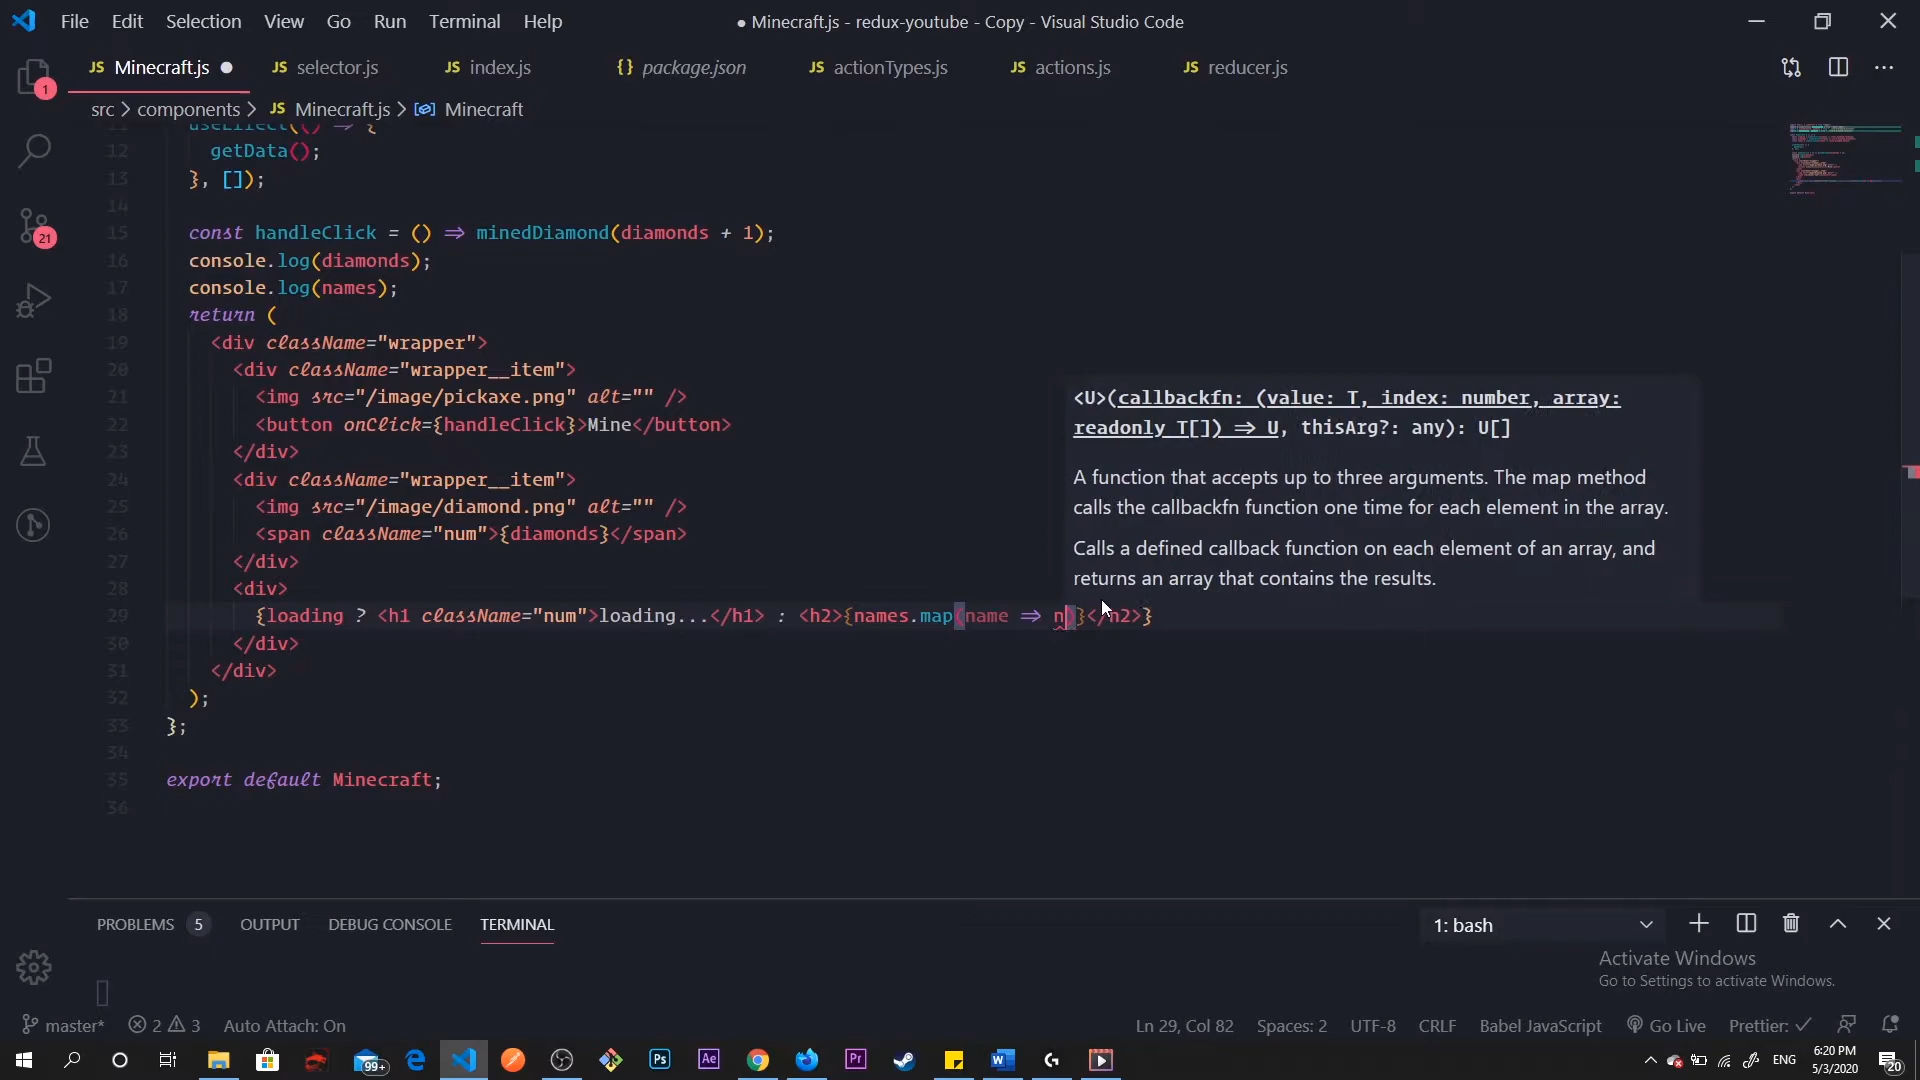 File Edit Selection View Go Run Terminal Help
● Minecraft.js - redux-youtube - Copy - Visual Studio Code
JS Minecraft.js ● JS selector.js JS index.js {} package.json JS actionTypes.js JS actions.js JS reducer.js
src > components > JS Minecraft.js > Minecraft
11 useEffect(() => {
12 getData();
13 }, []);
14
15 const handleClick = () => minedDiamond(diamonds + 1);
16 console.log(diamonds);
17 console.log(names);
18 return (
19 <div className="wrapper">
20 <div className="wrapper__item">
21 <img src="/image/pickaxe.png" alt="" />
22 <button onClick={handleClick}>Mine</button>
23 </div>
24 <div className="wrapper__item">
25 <img src="/image/diamond.png" alt="" />
26 <span className="num">{diamonds}</span>
27 </div>
28 <div>
29 {loading ? <h1 className="num">loading...</h1> : <h2>{names.map(name => n)}</h2>}
30 </div>
31 </div>
32 );
33 };
34
35 export default Minecraft;
36
<U>(callbackfn: (value: T, index: number, array:
readonly T[]) => U, thisArg?: any): U[]
A function that accepts up to three arguments. The map method
calls the callbackfn function one time for each element in the array.
Calls a defined callback function on each element of an array, and
returns an array that contains the results.
1
21
PROBLEMS 5 OUTPUT DEBUG CONSOLE TERMINAL 1: bash
Activate Windows
Go to Settings to activate Windows.
master* 2 3 Auto Attach: On Ln 29, Col 82 Spaces: 2 UTF-8 CRLF Babel JavaScript Go Live Prettier: ✓
99+ Ps Ae Pr W ENG 6:20 PM
5/3/2020
20